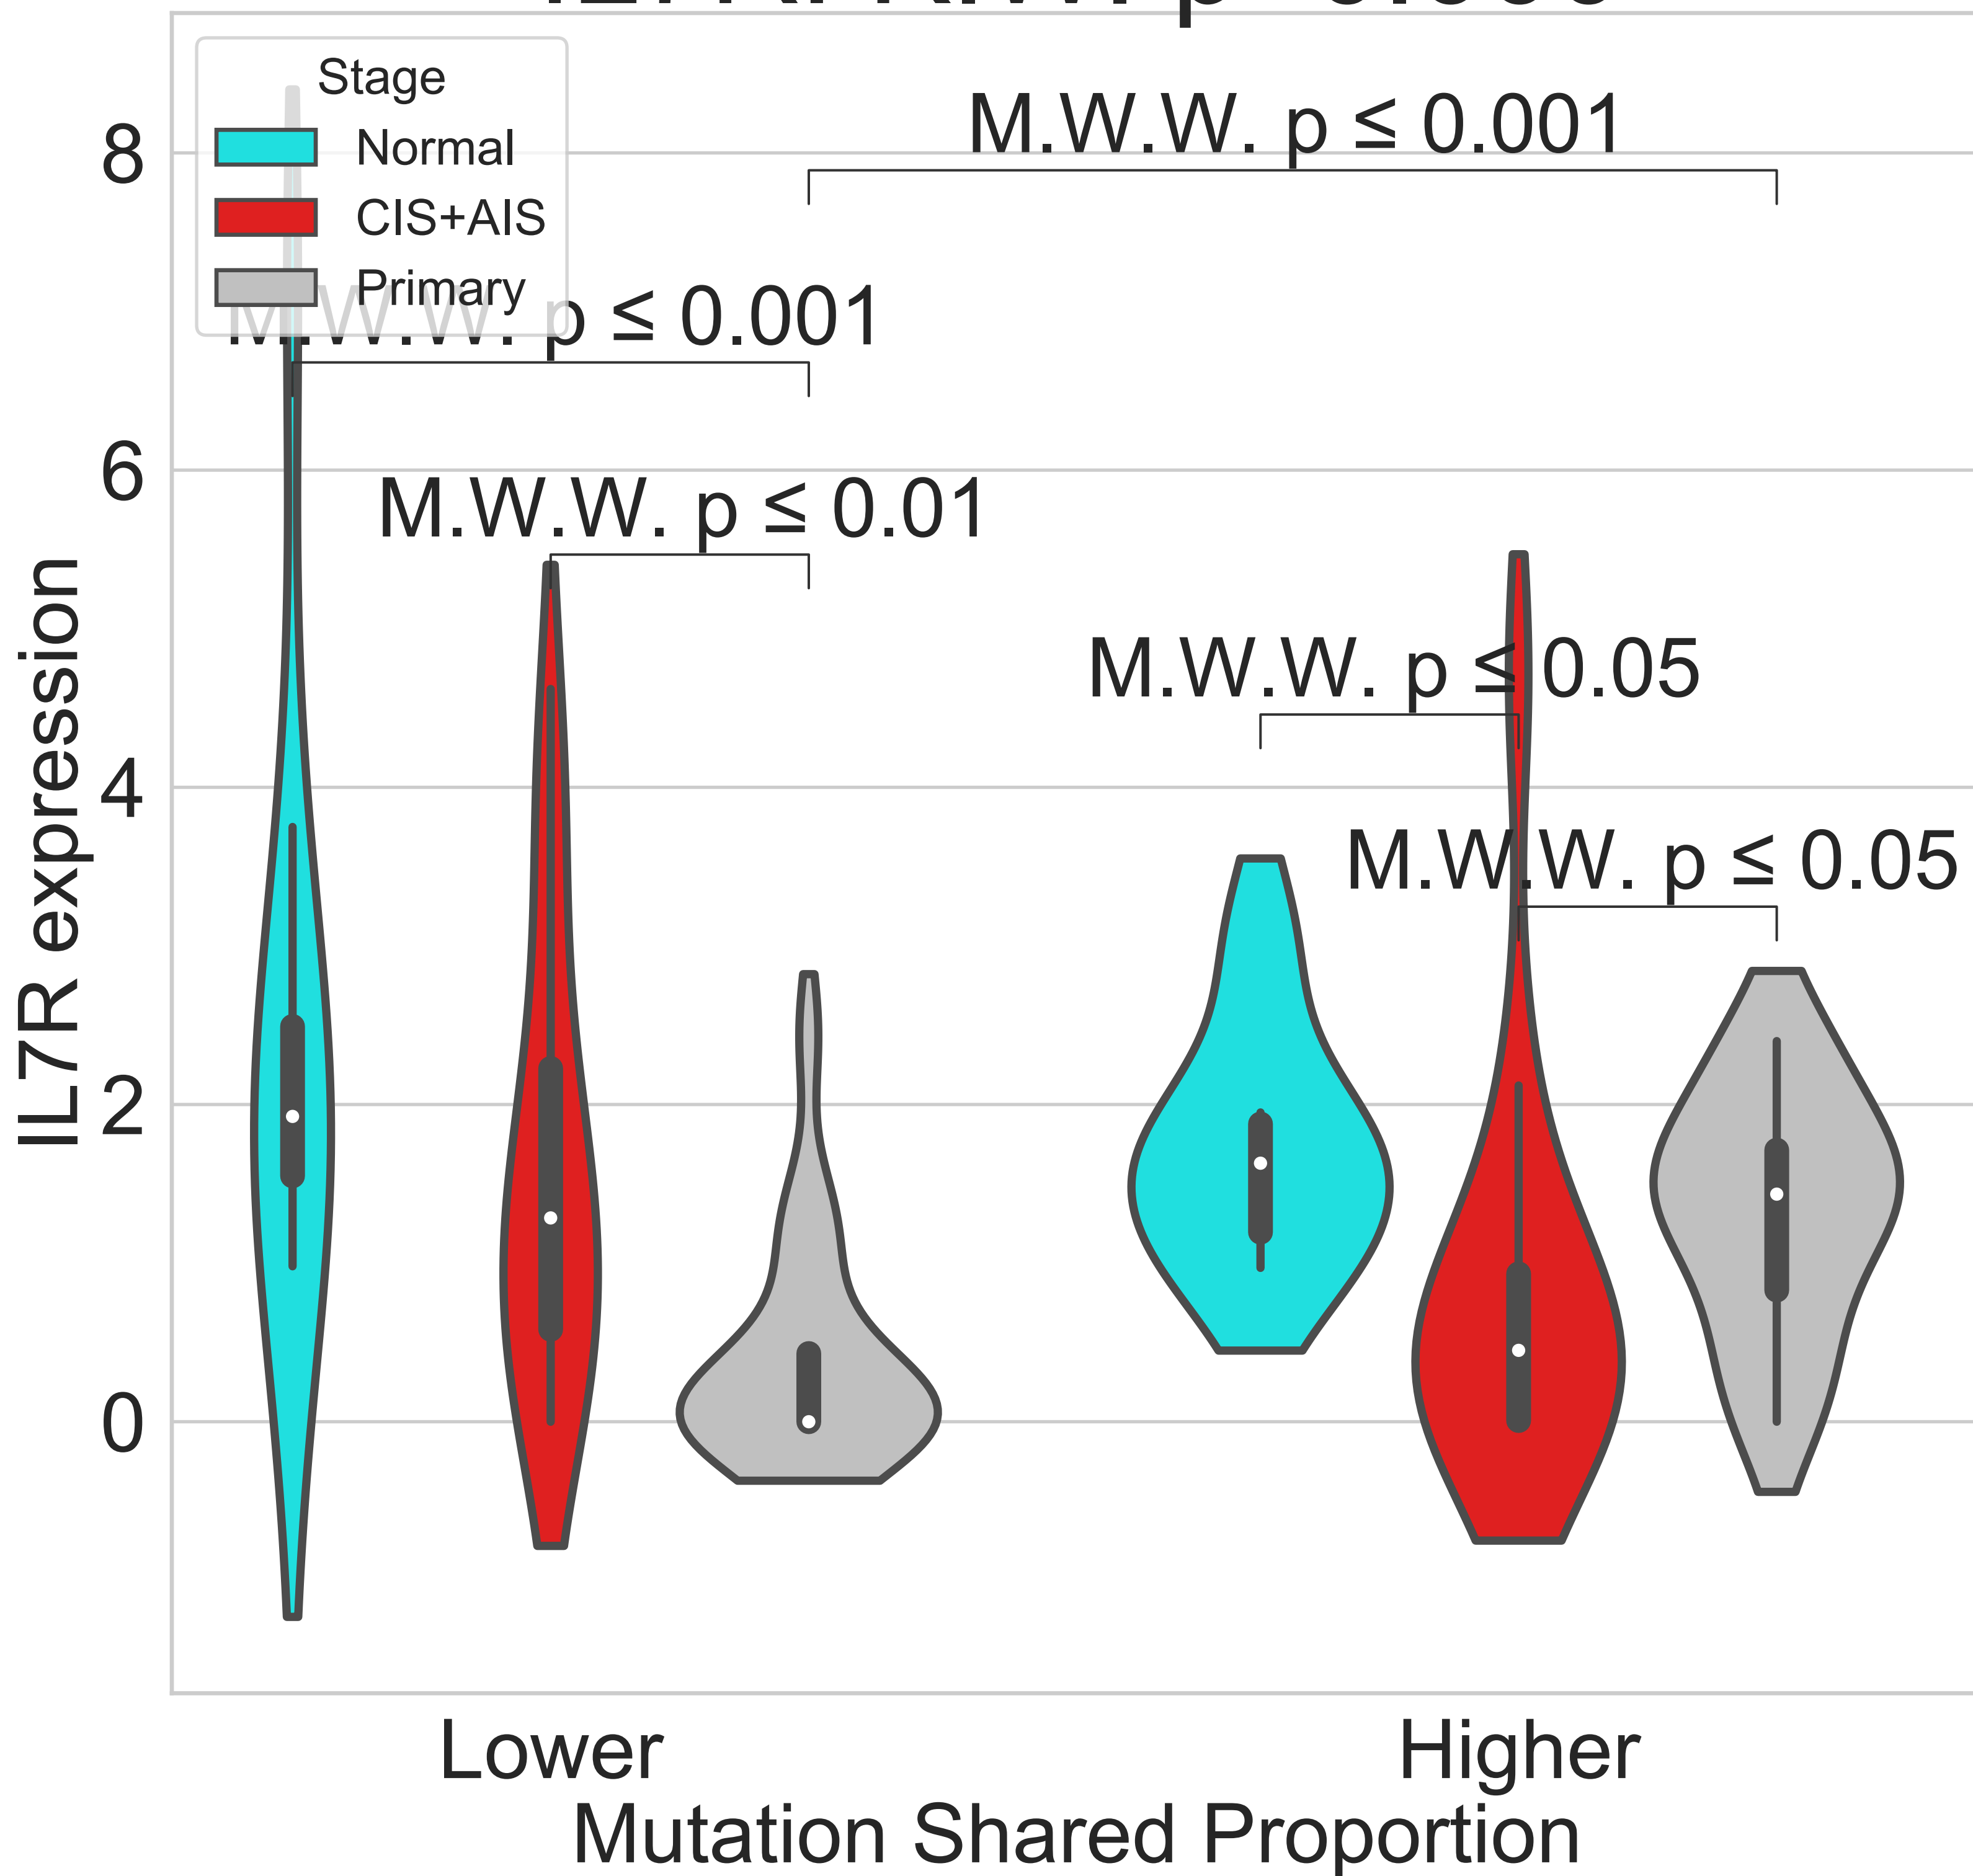 Stage
Normal
CIS+AIS
Primary
M.W.W. p ≤ 0.001
M.W.W. p ≤ 0.001
M.W.W. p ≤ 0.01
M.W.W. p ≤ 0.05
M.W.W. p ≤ 0.05
8
6
4
2
0
IL7R expression
Lower
Higher
Mutation Shared Proportion